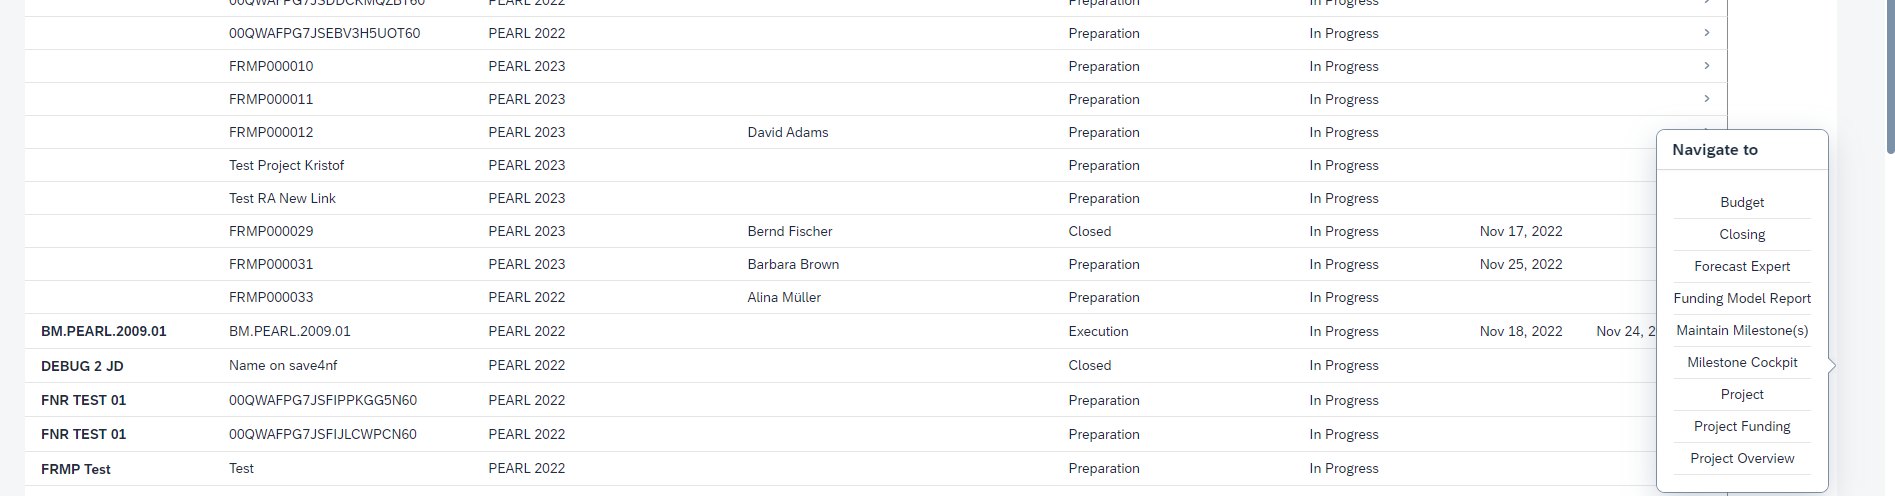 00QWAFPG7JSEBV3H5UOT60 PEARL 2022 Preparation In Progress
FRMP000010 PEARL 2023 Preparation In Progress
FRMP000011 PEARL 2023 Preparation In Progress
FRMP000012 PEARL 2023 David Adams Preparation In Progress
Test Project Kristof PEARL 2023 Preparation In Progress
Test RA New Link PEARL 2023 Preparation In Progress
FRMP000029 PEARL 2023 Bernd Fischer Closed In Progress Nov 17, 2022
FRMP000031 PEARL 2023 Barbara Brown Preparation In Progress Nov 25, 2022
FRMP000033 PEARL 2022 Alina Müller Preparation In Progress
BM.PEARL.2009.01 BM.PEARL.2009.01 PEARL 2022 Execution In Progress Nov 18, 2022 Nov 24, 2
DEBUG 2 JD Name on save4nf PEARL 2022 Closed In Progress
FNR TEST 01 00QWAFPG7JSFIPPKGG5N60 PEARL 2022 Preparation In Progress
FNR TEST 01 00QWAFPG7JSFIJLCWPCN60 PEARL 2022 Preparation In Progress
FRMP Test Test PEARL 2022 Preparation In Progress
Navigate to
Budget
Closing
Forecast Expert
Funding Model Report
Maintain Milestone(s)
Milestone Cockpit
Project
Project Funding
Project Overview